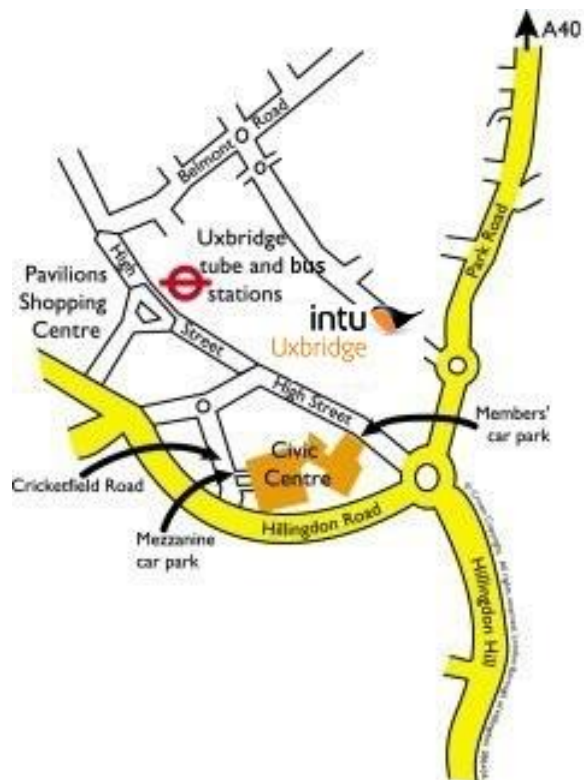 A40
Belmont Road
Park Road
High
Uxbridge
tube and bus
stations
Pavilions
Shopping
Centre
Street
intu
Uxbridge
High Street
Members'
car park
Civic
Centre
Cricketfield Road
Mezzanine
car park
Hillingdon Road
Hillingdon Hill